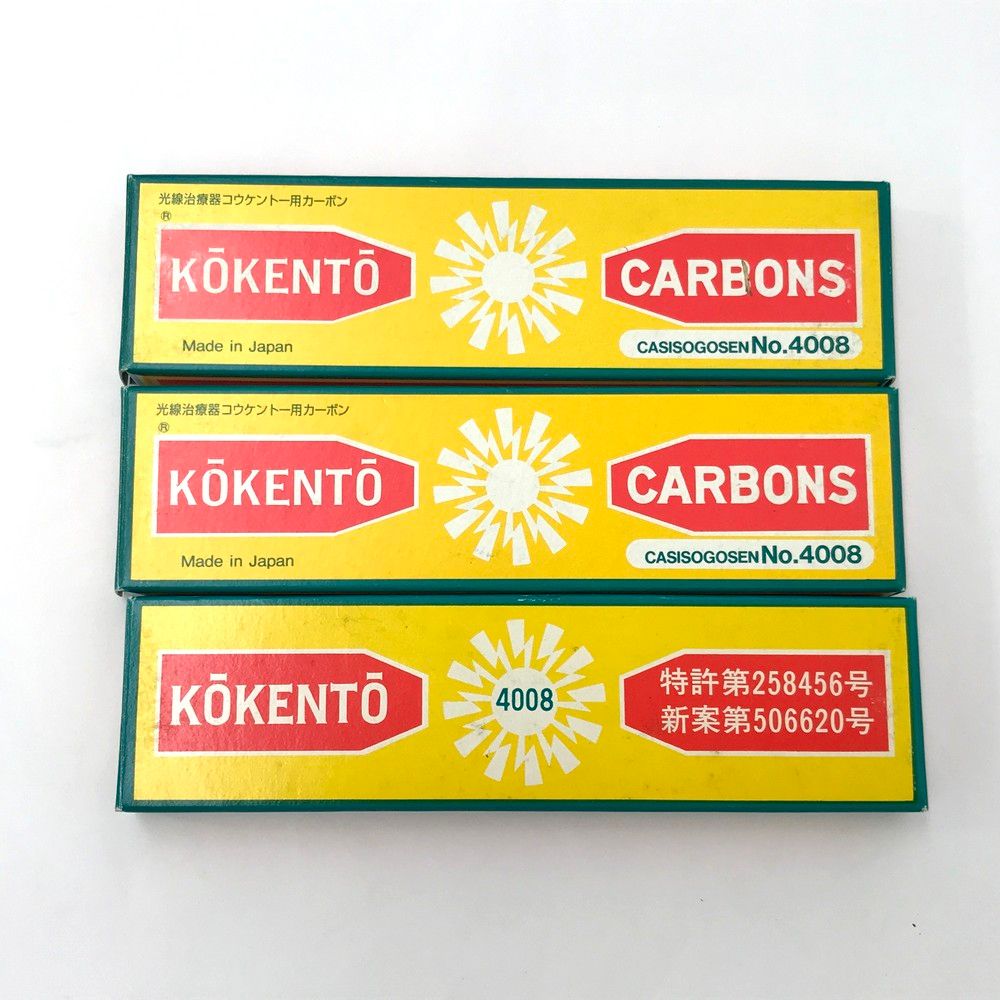 光線治療器コウケントー用カーボン
®
KŌKENTŌ
CARBONS
Made in Japan
CASISOGOSEN No.4008
光線治療器コウケントー用カーボン
®
KŌKENTŌ
CARBONS
Made in Japan
CASISOGOSEN No.4008
KŌKENTŌ
4008
特許第258456号
新案第506620号